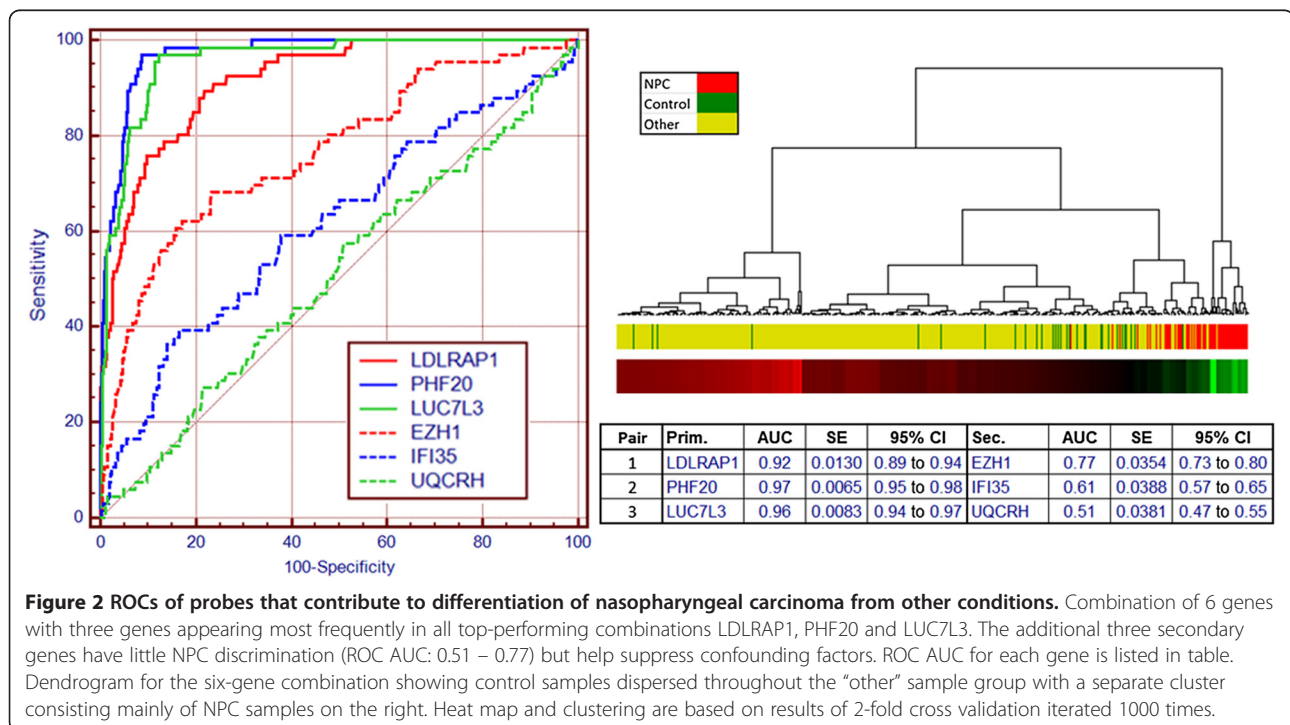 100
80
60
40
20
0
Sensitivity
0 20 40 60 80 100
100-Specificity
LDLRAP1
PHF20
LUC7L3
EZH1
IFI35
UQCRH
NPC
Control
Other
Pair Prim. AUC SE 95% CI Sec. AUC SE 95% CI
1 LDLRAP1 0.92 0.0130 0.89 to 0.94 EZH1 0.77 0.0354 0.73 to 0.80
2 PHF20 0.97 0.0065 0.95 to 0.98 IFI35 0.61 0.0388 0.57 to 0.65
3 LUC7L3 0.96 0.0083 0.94 to 0.97 UQCRH 0.51 0.0381 0.47 to 0.55
Figure 2 ROCs of probes that contribute to differentiation of nasopharyngeal carcinoma from other conditions. Combination of 6 genes
with three genes appearing most frequently in all top-performing combinations LDLRAP1, PHF20 and LUC7L3. The additional three secondary
genes have little NPC discrimination (ROC AUC: 0.51 – 0.77) but help suppress confounding factors. ROC AUC for each gene is listed in table.
Dendrogram for the six-gene combination showing control samples dispersed throughout the “other” sample group with a separate cluster
consisting mainly of NPC samples on the right. Heat map and clustering are based on results of 2-fold cross validation iterated 1000 times.